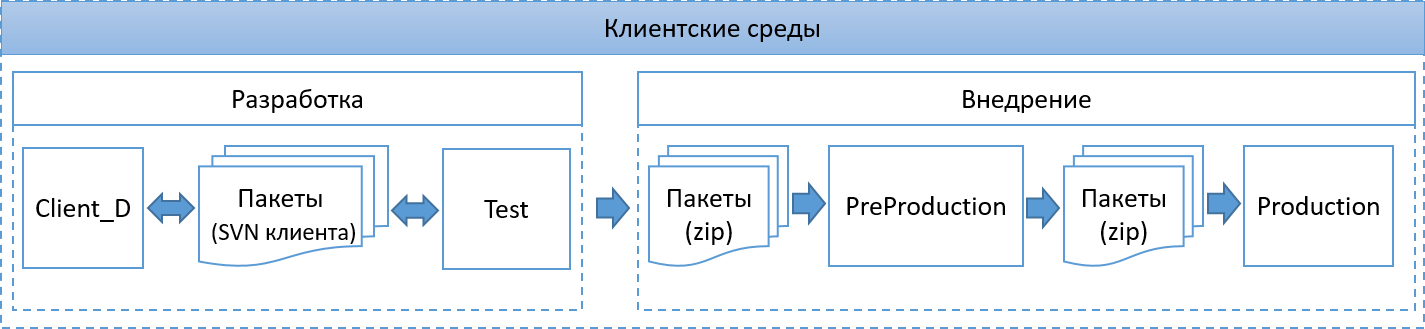 Клиентские среды
Разработка
Внедрение
Client_D
Пакеты
(SVN клиента)
Test
Пакеты
(zip)
PreProduction
Пакеты
(zip)
Production